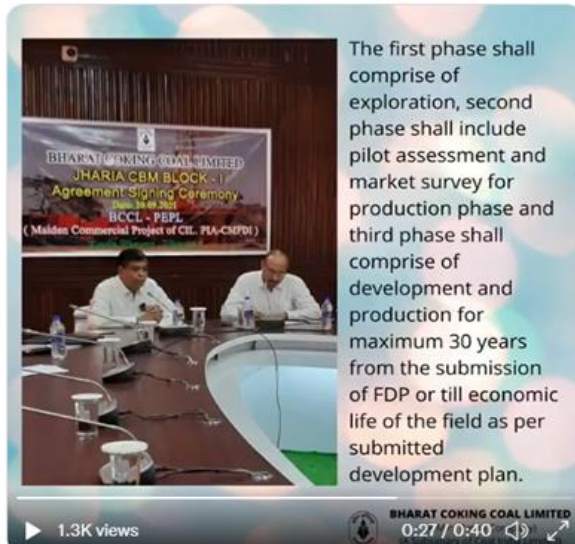 BHARAT COKING COAL LIMITED
JHARIA CBM BLOCK - I
Agreement Signing Ceremony
BCCL - PEPL
( Maiden Commercial Project of CIL. PIA-CMPDI )
The first phase shall
comprise of
exploration, second
phase shall include
pilot assessment and
market survey for
production phase and
third phase shall
comprise of
development and
production for
maximum 30 years
from the submission
of FDP or till economic
life of the field as per
submitted
development plan.
BHARAT COKING COAL LIMITED
1.3K views
0:27 / 0:40